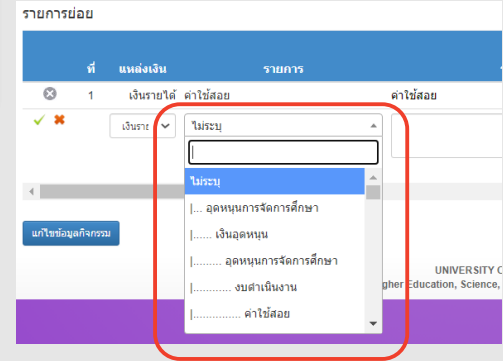 รายการย่อย
ที่ แหล่งเงิน รายการ
1 เงินรายได้ ค่าใช้สอย ค่าใช้สอย
เงินราย ไม่ระบุ
ไม่ระบุ
|... อุดหนุนการจัดการศึกษา
|...... เงินอุดหนุน
|......... อุดหนุนการจัดการศึกษา
|............ งบดำเนินงาน
|............... ค่าใช้สอย
แก้ไขข้อมูลกิจกรรม
UNIVERSITY
gher Education, Science,